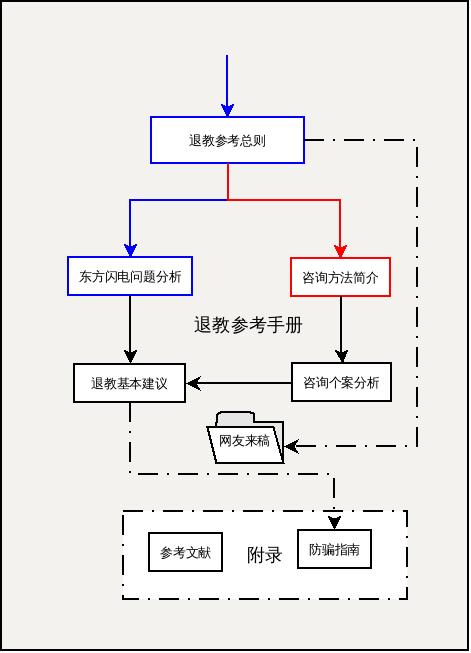 退教参考总则
东方闪电问题分析
咨询方法简介
退教参考手册
退教基本建议
咨询个案分析
网友来稿
参考文献
附录
防骗指南